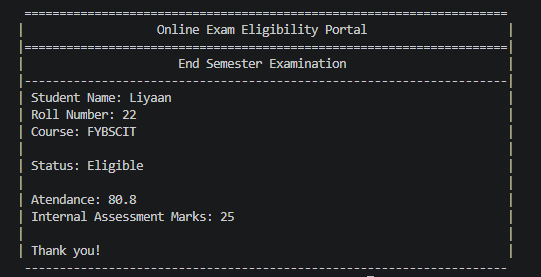 Online Exam Eligibility Portal
End Semester Examination
Student Name: Liyaan
Roll Number: 22
Course: FYBSCIT
Status: Eligible
Atendance: 80.8
Internal Assessment Marks: 25
Thank you!